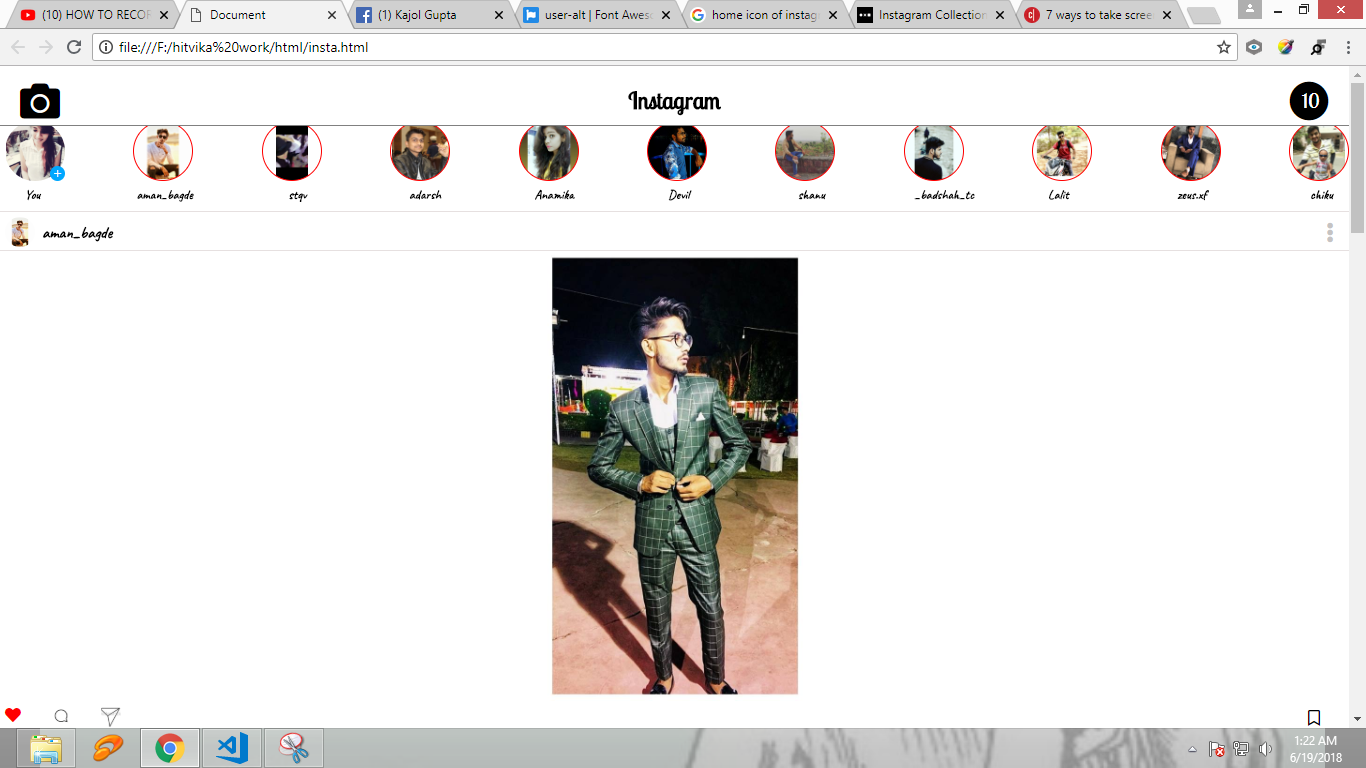 (10) HOW TO RECOR
Document
(1) Kajol Gupta
user-alt | Font Aweso
home icon of instagr
Instagram Collection
7 ways to take scree
file:///F:/hitvika%20work/html/insta.html
Instagram
10
You
aman_bagde
stqv
adarsh
Anamika
Devil
shanu
_badshah_tc
Lalit
zeus.xf
chiku
aman_bagde
1:22 AM
6/19/2018